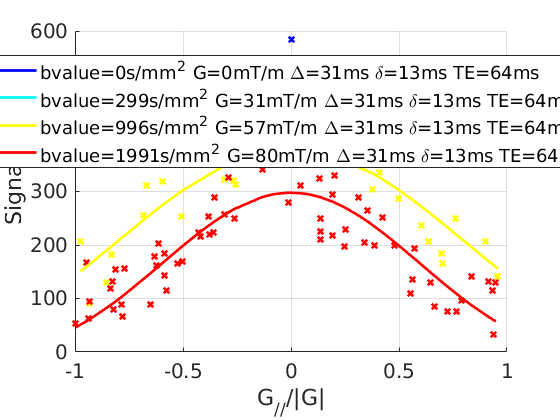 600
bvalue=0s/mm² G=0mT/m Δ=31ms δ=13ms TE=64ms
bvalue=299s/mm² G=31mT/m Δ=31ms δ=13ms TE=64m
bvalue=996s/mm² G=57mT/m Δ=31ms δ=13ms TE=64m
bvalue=1991s/mm² G=80mT/m Δ=31ms δ=13ms TE=64
Signa
300
200
100
0
-1 -0.5 0 0.5 1
G_{//}/|G|